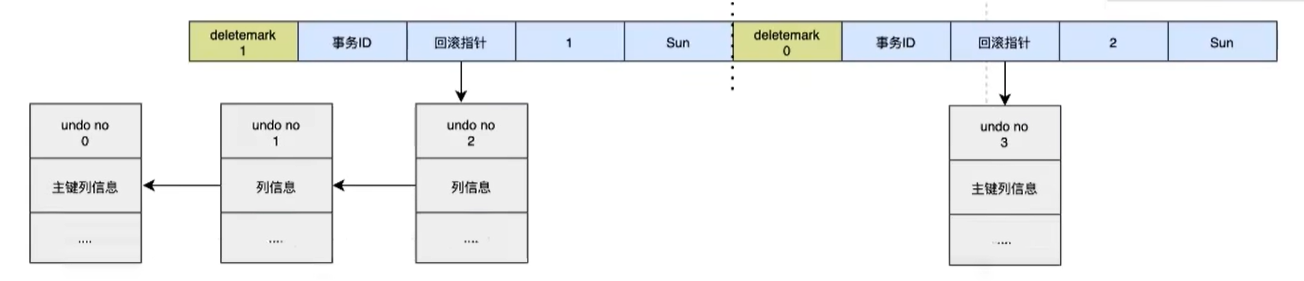 deletemark
1
事务ID
回滚指针
1
Sun
deletemark
0
事务ID
回滚指针
2
Sun
undo no
0
主键列信息
....
undo no
1
列信息
....
undo no
2
列信息
....
undo no
3
主键列信息
....